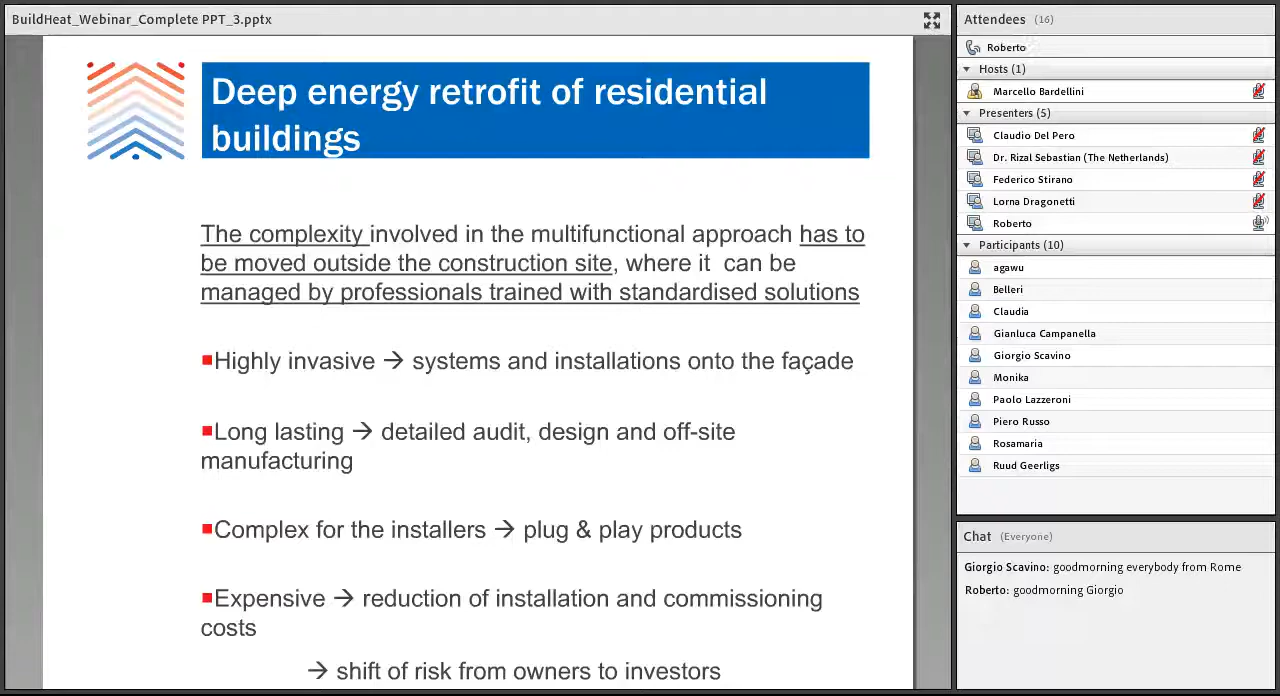 BuildHeat_Webinar_Complete PPT_3.pptx
Deep energy retrofit of residential
buildings
The complexity involved in the multifunctional approach has to
be moved outside the construction site, where it can be
managed by professionals trained with standardised solutions
Highly invasive → systems and installations onto the façade
Long lasting → detailed audit, design and off-site
manufacturing
Complex for the installers → plug & play products
Expensive → reduction of installation and commissioning
costs
→ shift of risk from owners to investors
Attendees (16)
Roberto
Hosts (1)
Marcello Bardellini
Presenters (5)
Claudio Del Pero
Dr. Rizal Sebastian (The Netherlands)
Federico Stirano
Lorna Dragonetti
Roberto
Participants (10)
agawu
Belleri
Claudia
Gianluca Campanella
Giorgio Scavino
Monika
Paolo Lazzeroni
Piero Russo
Rosamaria
Ruud Geerligs
Chat (Everyone)
Giorgio Scavino: goodmorning everybody from Rome
Roberto: goodmorning Giorgio